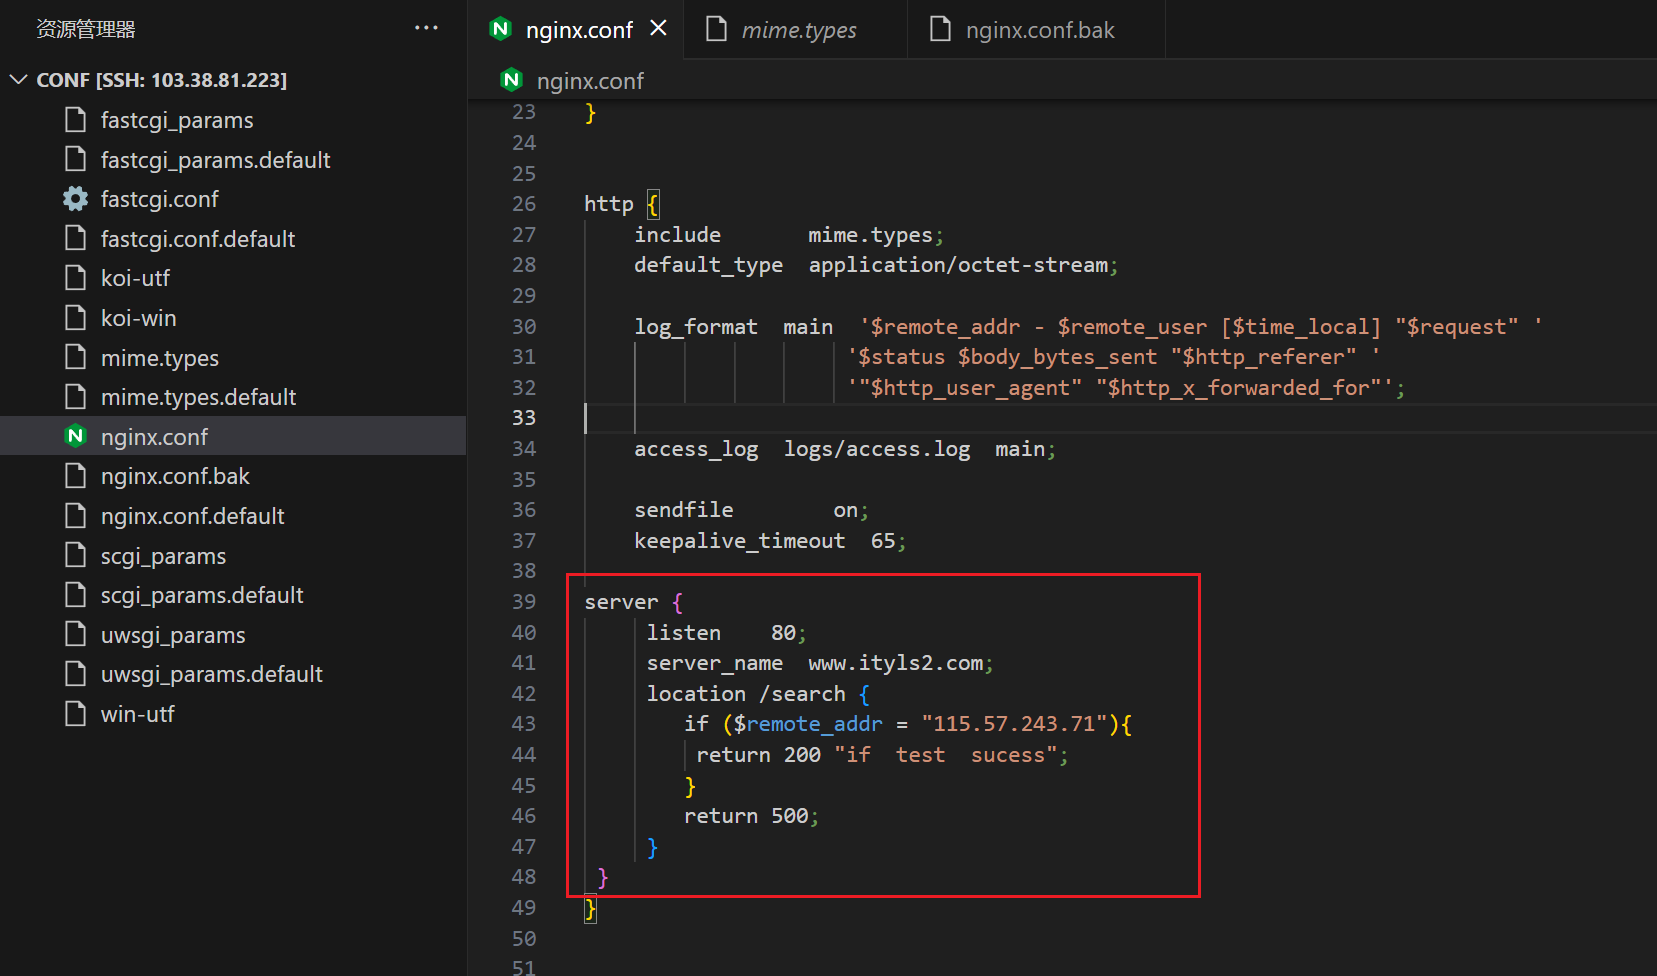 资源管理器
CONF [SSH: 103.38.81.223]
fastcgi_params
fastcgi_params.default
fastcgi.conf
fastcgi.conf.default
koi-utf
koi-win
mime.types
mime.types.default
nginx.conf
nginx.conf.bak
nginx.conf.default
scgi_params
scgi_params.default
uwsgi_params
uwsgi_params.default
win-utf
nginx.conf
mime.types
nginx.conf.bak
nginx.conf
23 }
24
25
26 http {
27     include       mime.types;
28     default_type  application/octet-stream;
29
30     log_format  main  '$remote_addr - $remote_user [$time_local] "$request" '
31                      '$status $body_bytes_sent "$http_referer" '
32                      '"$http_user_agent" "$http_x_forwarded_for"';
33
34     access_log  logs/access.log  main;
35
36     sendfile        on;
37     keepalive_timeout  65;
38
39 server {
40      listen    80;
41      server_name  www.ityls2.com;
42      location /search {
43         if ($remote_addr = "115.57.243.71"){
44          return 200 "if  test  sucess";
45         }
46         return 500;
47      }
48  }
49 }
50
51